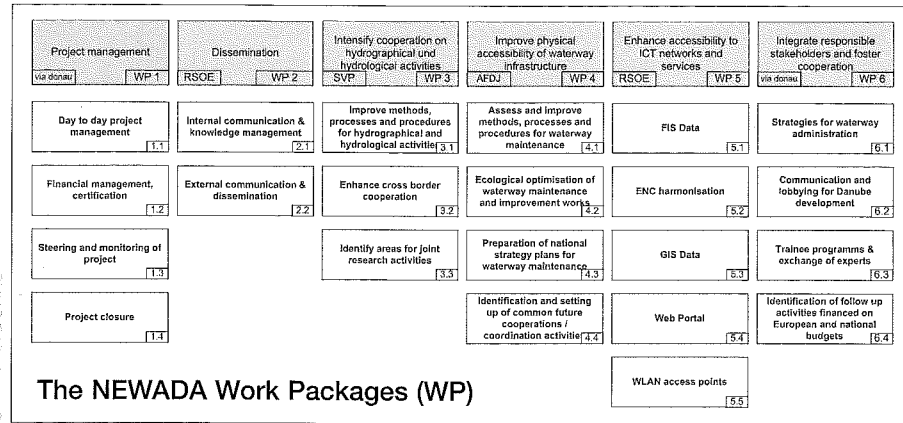 Project management
via donau WP 1
Day to day project
management
1.1
Financial management,
certification
1.2
Steering and monitoring of
project
1.3
Project closure
1.4
Dissemination
RSOE WP 2
Internal communication &
knowledge management
2.1
External communication &
dissemination
2.2
Intensify cooperation on
hydrographical und
hydrological activities
SVP WP 3
Improve methods,
processes and procedures
for hydrographical and
hydrological activitie 3.1
Enhance cross border
cooperation
3.2
Identify areas for joint
research activities
3.3
Improve physical
accessibility of waterway
infrastructure
AFDJ WP 4
Assess and improve
methods, processes and
procedures for waterway
maintenance 4.1
Ecological optimisation of
waterway maintenance
and improvement works 4.2
Preparation of national
strategy plans for
waterway maintenance 4.3
Identification and setting
up of common future
cooperations /
coordination activitie 4.4
Enhance accessibility to
ICT networks and
services
RSOE WP 5
FIS Data
5.1
ENC harmonisation
5.2
GIS Data
5.3
Web Portal
5.4
WLAN access points
5.5
Integrate responsible
stakeholders and foster
cooperation
via donau WP 6
Strategies for waterway
administration
6.1
Communication and
lobbying for Danube
development
6.2
Trainee programms &
exchange of experts
6.3
Identification of follow up
activities financed on
European and national
budgets 6.4
The NEWADA Work Packages (WP)